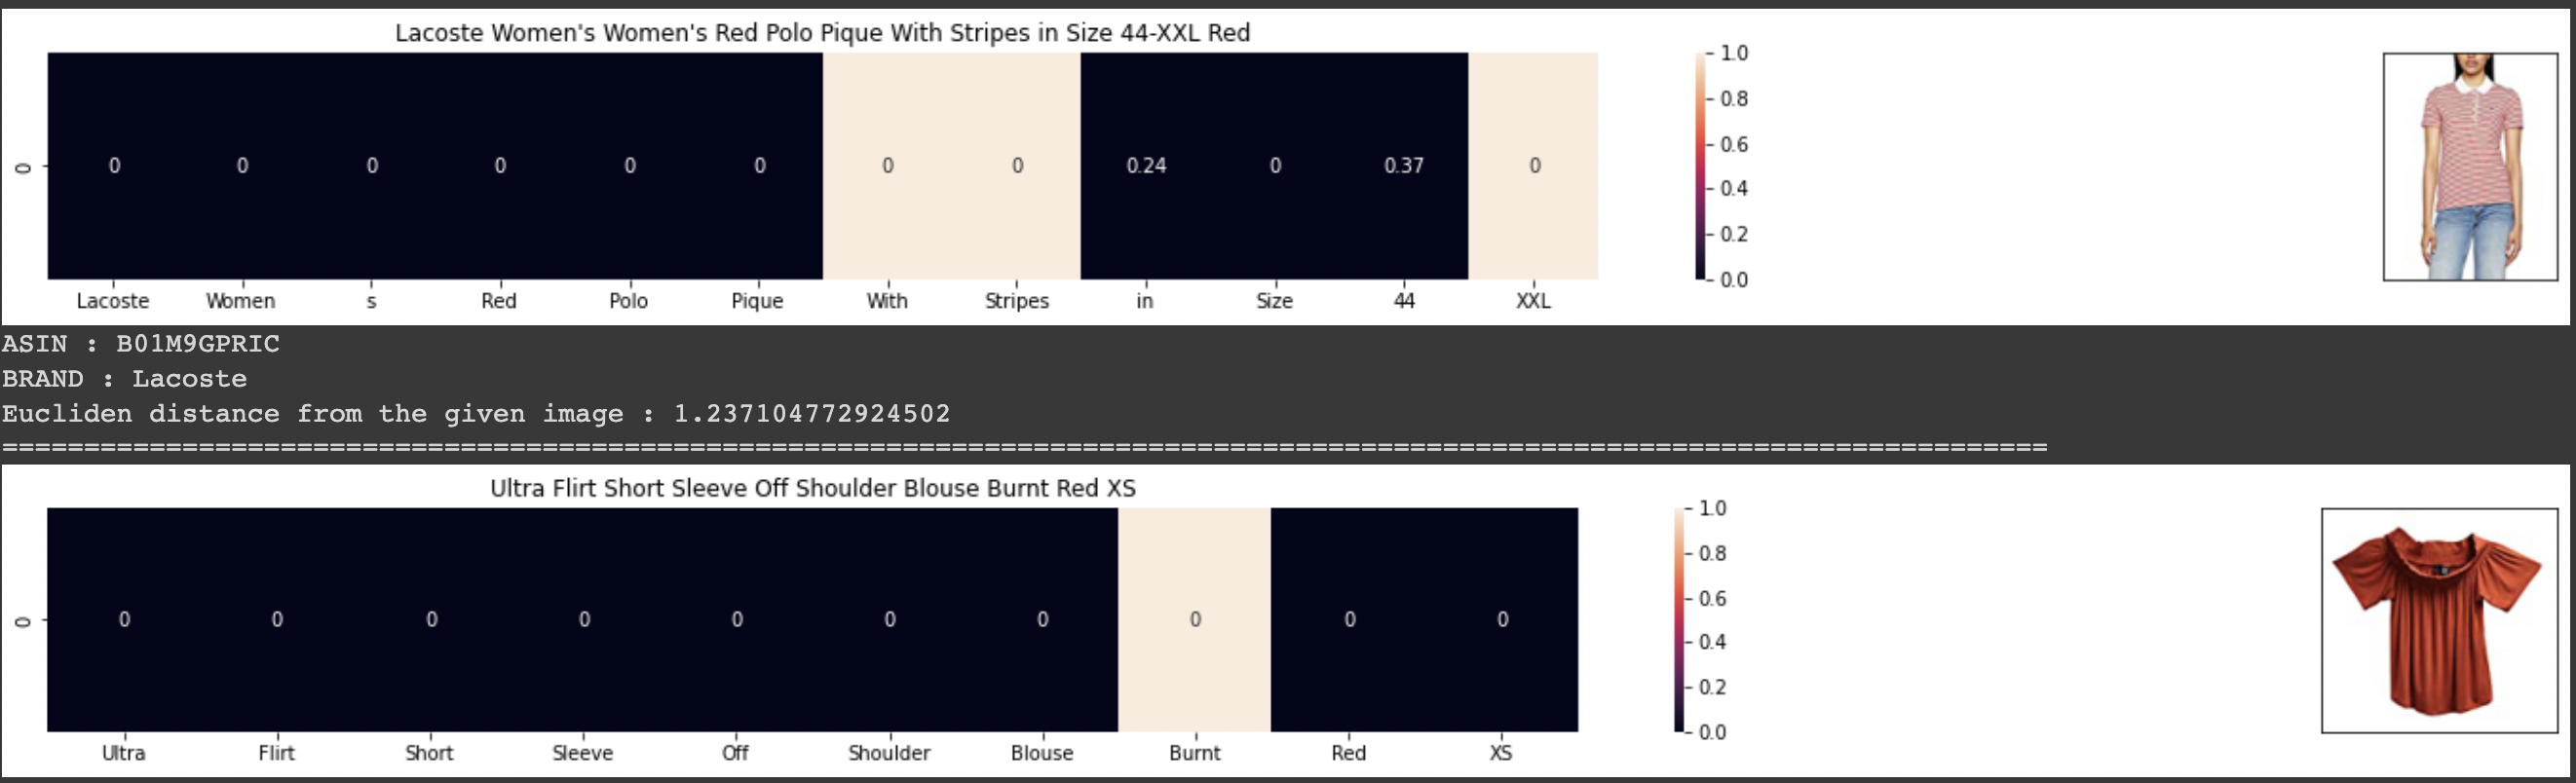 Lacoste Women's Women's Red Polo Pique With Stripes in Size 44-XXL Red
0 0 0 0 0 0 0 0 0 0.24 0 0.37 0
1.0
0.8
0.6
0.4
0.2
0.0
Lacoste Women s Red Polo Pique With Stripes in Size 44 XXL
ASIN : B01M9GPRIC
BRAND : Lacoste
Eucliden distance from the given image : 1.237104772924502
=============================================================================================================================
Ultra Flirt Short Sleeve Off Shoulder Blouse Burnt Red XS
0 0 0 0 0 0 0 0 0 0 0
1.0
0.8
0.6
0.4
0.2
0.0
Ultra Flirt Short Sleeve Off Shoulder Blouse Burnt Red XS